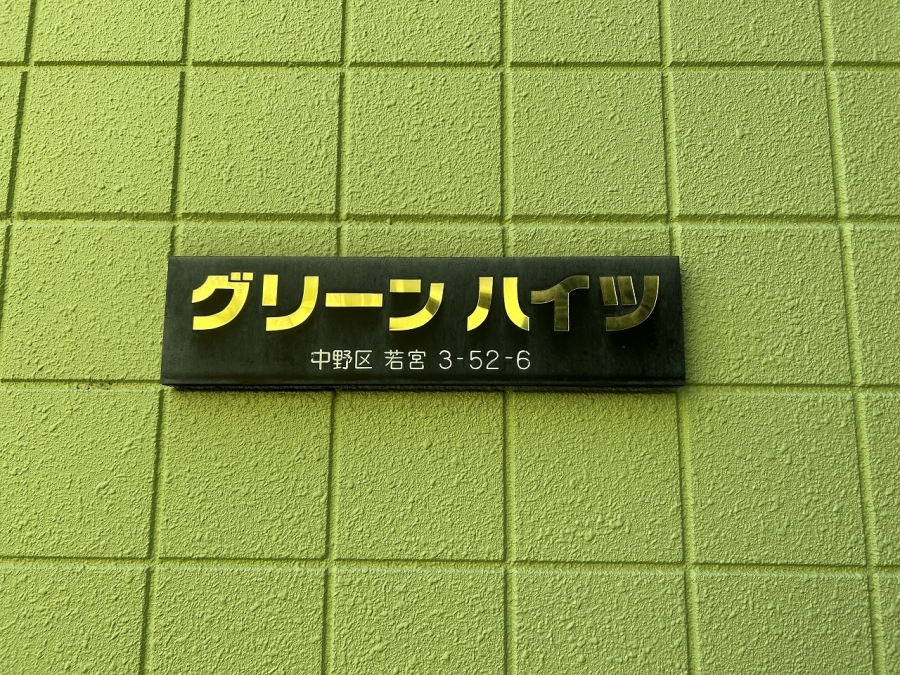 グリーン ハイツ
中野区 若宮 3-52-6